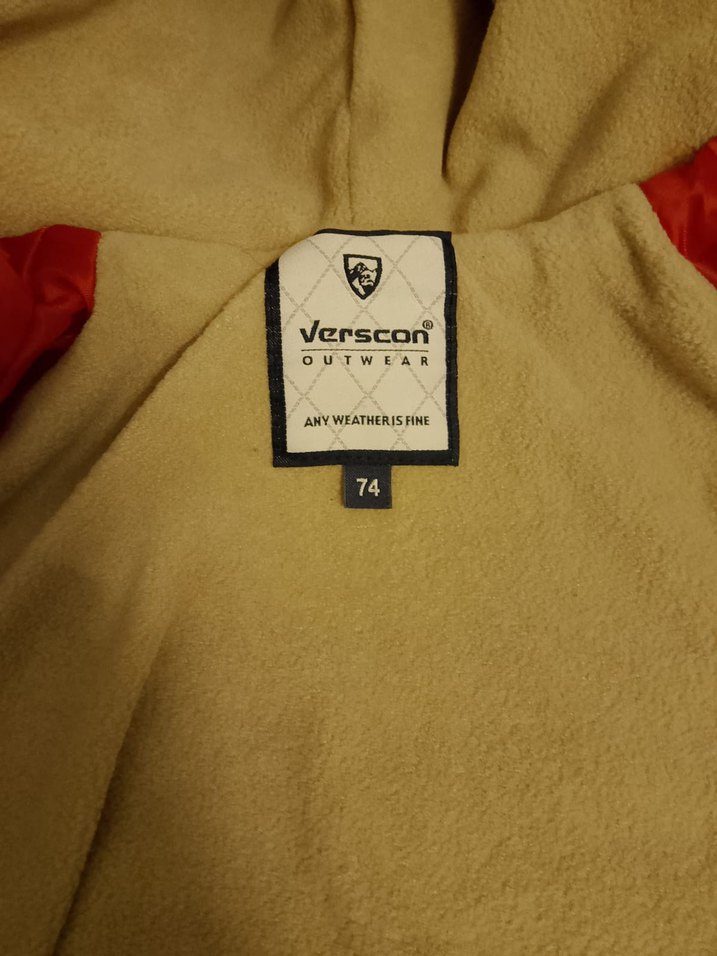 Verscon®
OUTWEAR
ANY WEATHER IS FINE
74